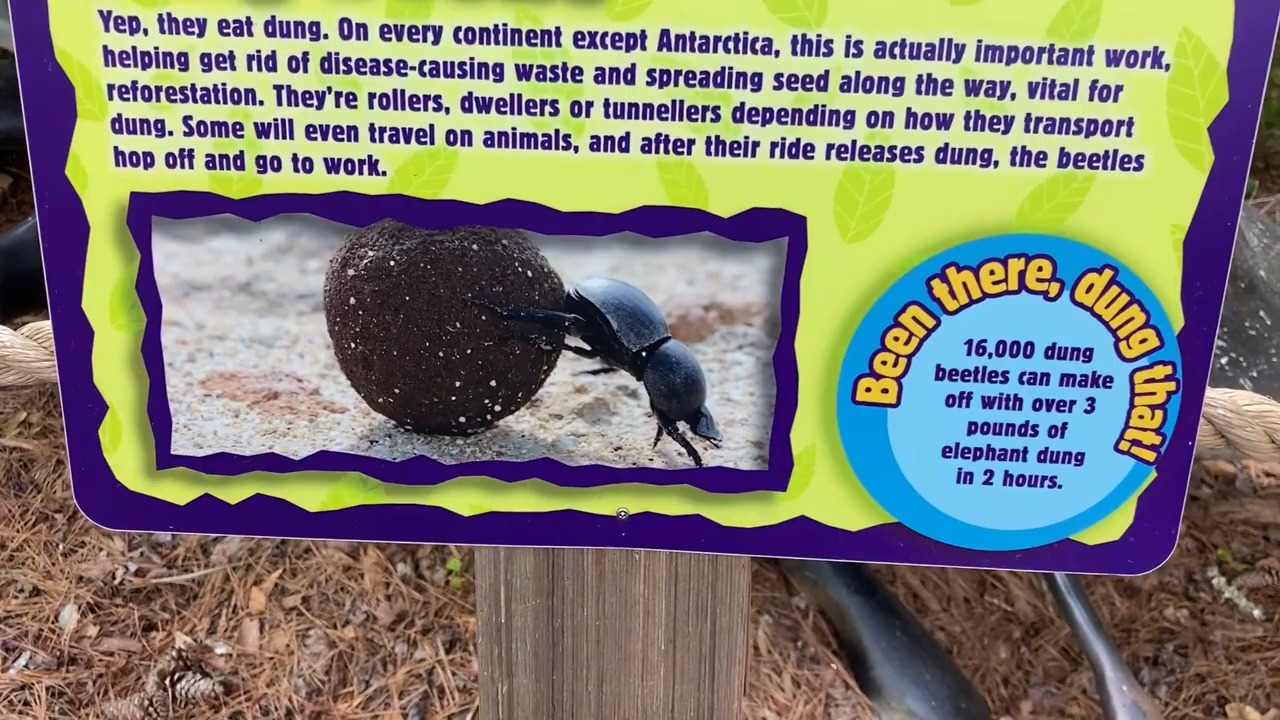 Yep, they eat dung. On every continent except Antarctica, this is actually important work,
helping get rid of disease-causing waste and spreading seed along the way, vital for
reforestation. They're rollers, dwellers or tunnellers depending on how they transport
dung. Some will even travel on animals, and after their ride releases dung, the beetles
hop off and go to work.
Been there, dung that!
16,000 dung
beetles can make
off with over 3
pounds of
elephant dung
in 2 hours.